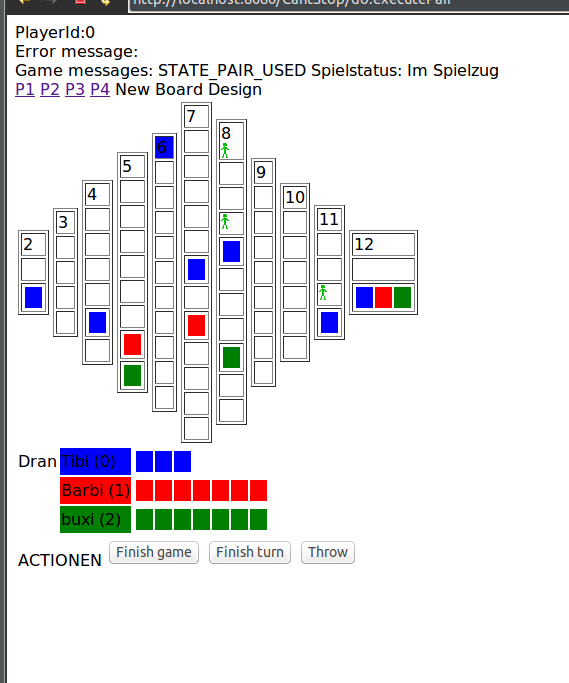 http://localhost:8080/CantStop/Go.executePair
PlayerId:0
Error message:
Game messages: STATE_PAIR_USED Spielstatus: Im Spielzug
P1 P2 P3 P4 New Board Design
7
8
6
5
9
4
10
3
11
2
12
Dran Tibi (0)
Barbi (1)
buxi (2)
ACTIONEN Finish game Finish turn Throw